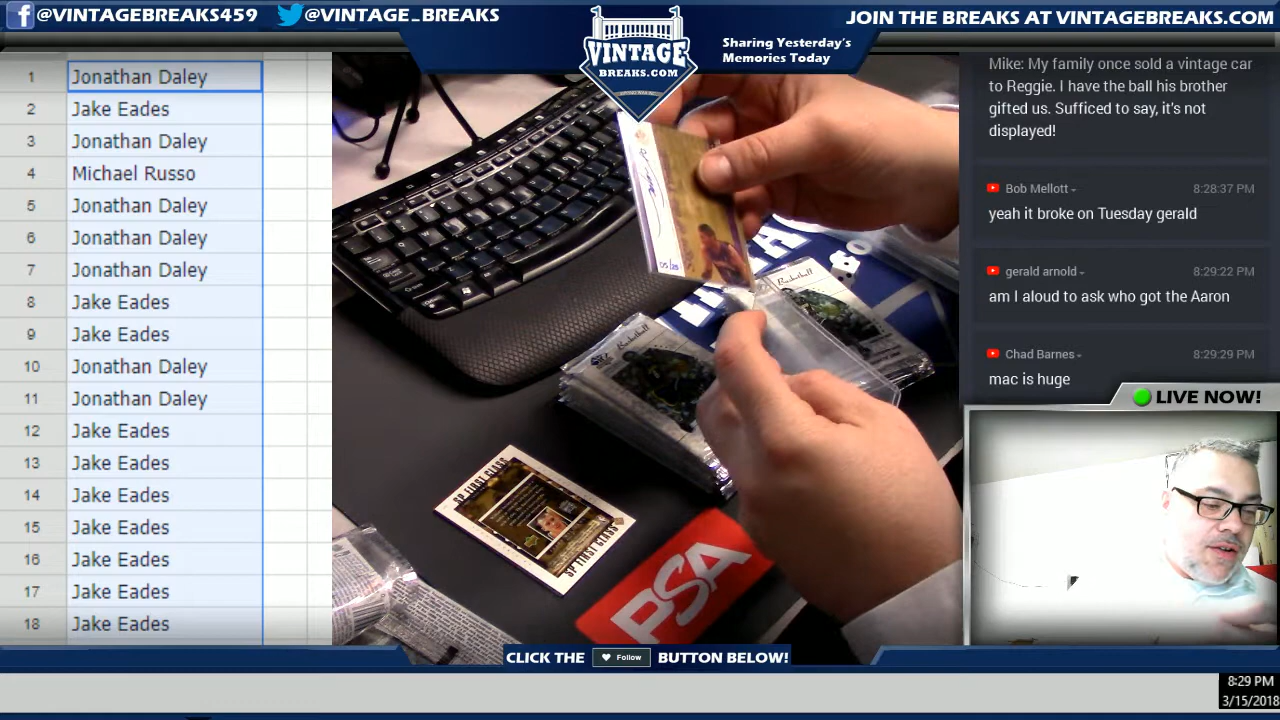 @VINTAGEBREAKS459
@VINTAGE_BREAKS
VINTAGE
BREAKS.COM
Sharing Yesterday's
Memories Today
JOIN THE BREAKS AT VINTAGEBREAKS.COM
1 Jonathan Daley
2 Jake Eades
3 Jonathan Daley
4 Michael Russo
5 Jonathan Daley
6 Jonathan Daley
7 Jonathan Daley
8 Jake Eades
9 Jake Eades
10 Jonathan Daley
11 Jonathan Daley
12 Jake Eades
13 Jake Eades
14 Jake Eades
15 Jake Eades
16 Jake Eades
17 Jake Eades
18 Jake Eades
05/25
Basketball
Basketball
SP FIRST CLASS
SP FIRST CLASS
PSA
Mike: My family once sold a vintage car
to Reggie. I have the ball his brother
gifted us. Sufficed to say, it's not
displayed!
Bob Mellott 8:28:37 PM
yeah it broke on Tuesday gerald
gerald arnold 8:29:22 PM
am I aloud to ask who got the Aaron
Chad Barnes 8:29:29 PM
mac is huge
LIVE NOW!
CLICK THE Follow BUTTON BELOW!
8:29 PM
3/15/2018